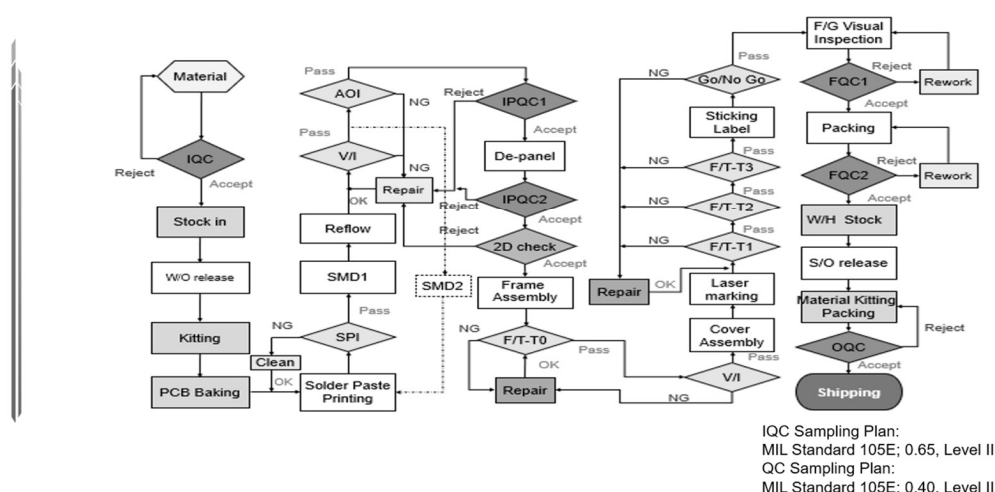 Material
IQC
Reject
Accept
Stock in
W/O release
Kitting
PCB Baking
Solder Paste
Printing
Clean
NG
OK
SPI
Pass
SMD1
Reflow
OK
V/I
Pass
NG
AOI
Pass
NG
Repair
SMD2
IPQC1
Reject
Accept
De-panel
IPQC2
Reject
Accept
2D check
Reject
Accept
Frame
Assembly
F/T-T0
NG
Pass
OK
Repair
V/I
NG
Pass
Cover
Assembly
Laser
marking
Repair
OK
F/T-T1
NG
Pass
F/T-T2
NG
Pass
F/T-T3
NG
Pass
Sticking
Label
Go/No Go
NG
Pass
F/G Visual
Inspection
FQC1
Reject
Rework
Accept
Packing
FQC2
Reject
Rework
Accept
W/H Stock
S/O release
Material Kitting
Packing
OQC
Reject
Accept
Shipping
IQC Sampling Plan:
MIL Standard 105E; 0.65, Level II
QC Sampling Plan:
MIL Standard 105E; 0.40, Level II